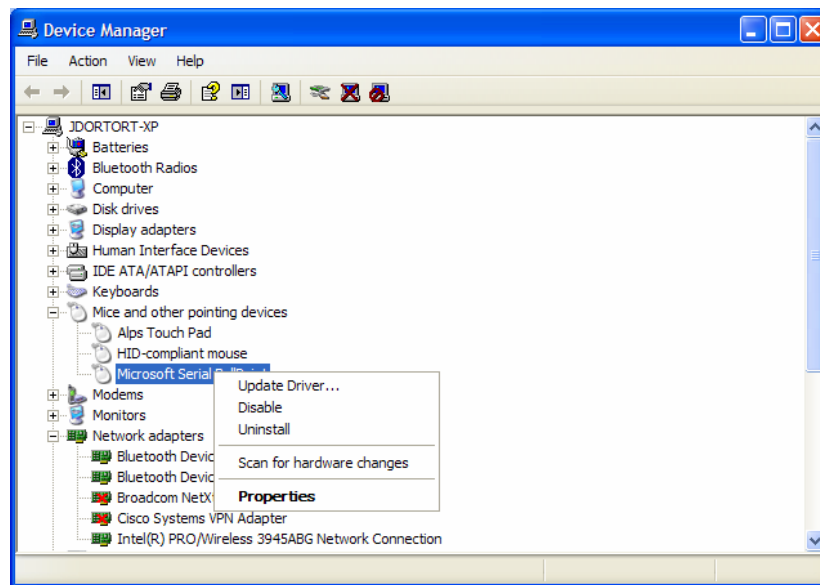 Device Manager
File Action View Help
JDORTORT-XP
Batteries
Bluetooth Radios
Computer
Disk drives
Display adapters
Human Interface Devices
IDE ATA/ATAPI controllers
Keyboards
Mice and other pointing devices
Alps Touch Pad
HID-compliant mouse
Microsoft Serial
Update Driver...
Disable
Uninstall
Scan for hardware changes
Properties
Modems
Monitors
Network adapters
Bluetooth Devic
Bluetooth Devic
Broadcom NetX
Cisco Systems VPN Adapter
Intel(R) PRO/Wireless 3945ABG Network Connection